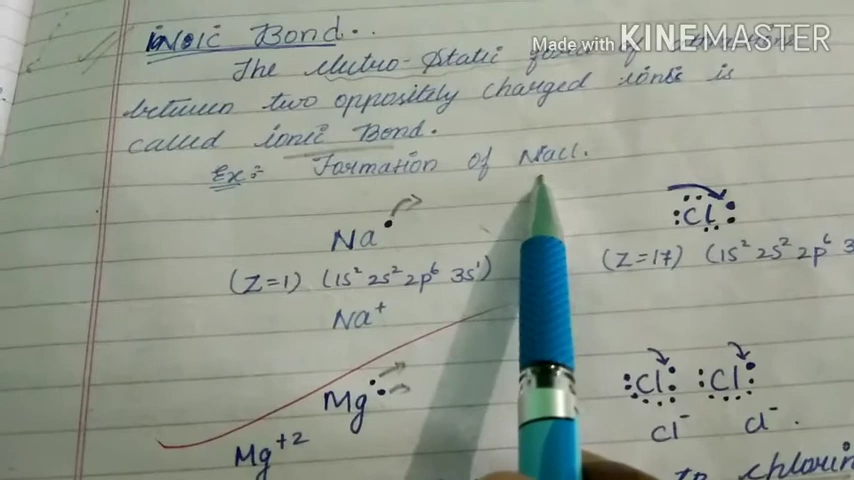 ionic Bond.
Made with KINEMASTER
The electro-Static force of
between two oppositely charged ions is
called ionic Bond.
Ex:- Formation of Nacl.
Na Cl
(Z=1) (1s² 2s² 2p⁶ 3s¹) (Z=17) (1s² 2s² 2p⁶ 3
Na⁺
Mg Cl Cl
Mg⁺² Cl⁻ Cl⁻.
to chlorin